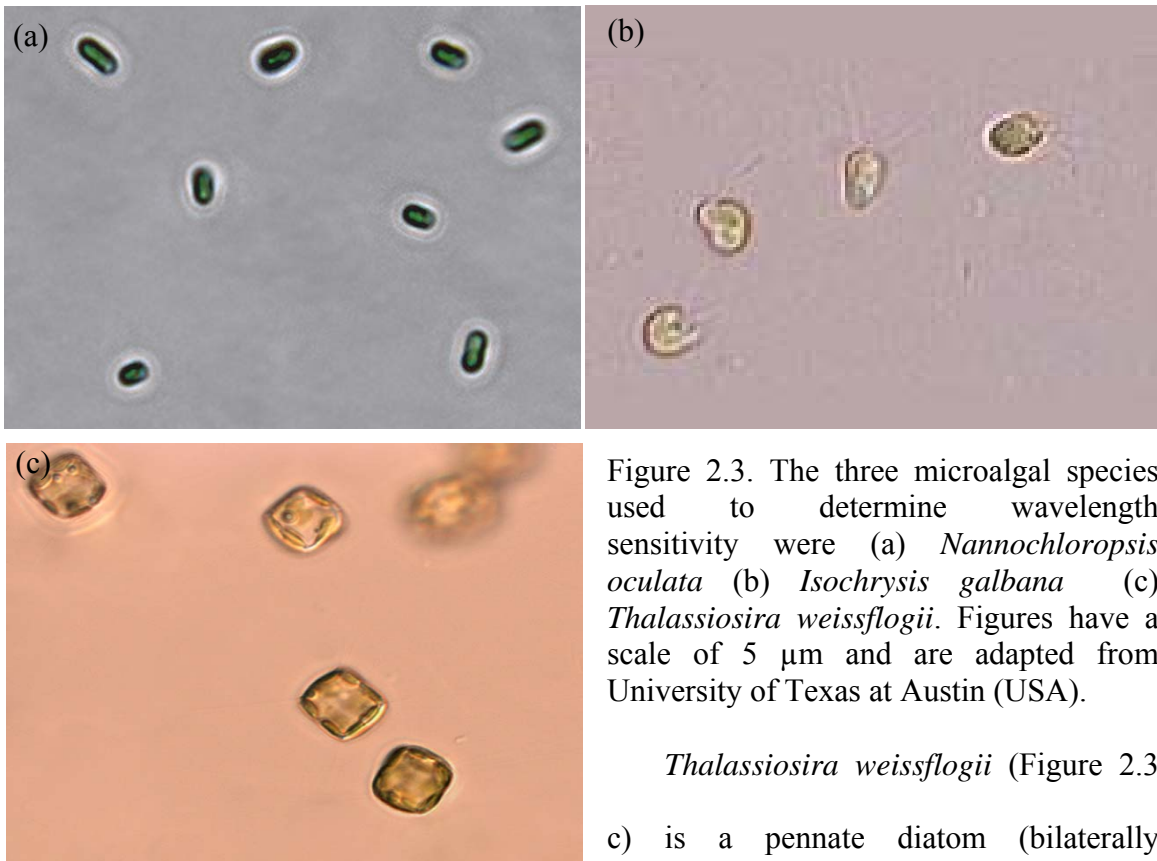 (a)
(b)
(c)
Figure 2.3. The three microalgal species
used to determine wavelength
sensitivity were (a) Nannochloropsis
oculata (b) Isochrysis galbana (c)
Thalassiosira weissflogii. Figures have a
scale of 5 µm and are adapted from
University of Texas at Austin (USA).
Thalassiosira weissflogii (Figure 2.3
c) is a pennate diatom (bilaterally